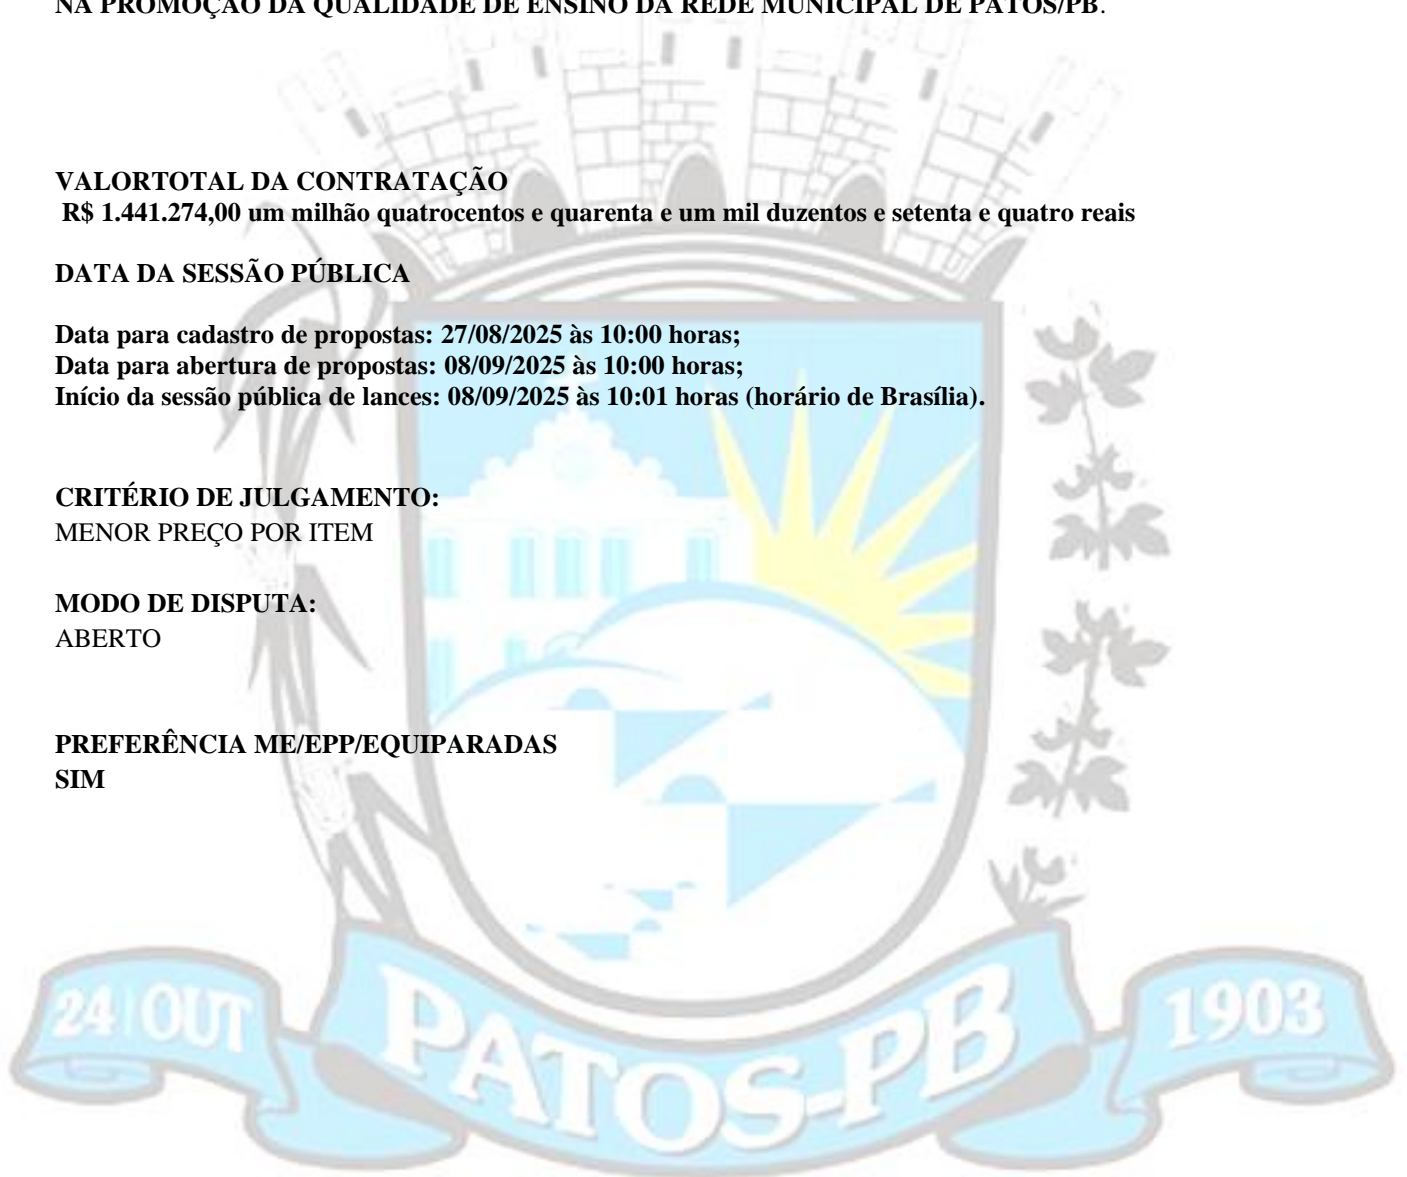 NA PROMOÇÃO DA QUALIDADE DE ENSINO DA REDE MUNICIPAL DE PATOS/PB.
VALORTOTAL DA CONTRATAÇÃO
R$ 1.441.274,00 um milhão quatrocentos e quarenta e um mil duzentos e setenta e quatro reais
DATA DA SESSÃO PÚBLICA
Data para cadastro de propostas: 27/08/2025 às 10:00 horas;
Data para abertura de propostas: 08/09/2025 às 10:00 horas;
Início da sessão pública de lances: 08/09/2025 às 10:01 horas (horário de Brasília).
CRITÉRIO DE JULGAMENTO:
MENOR PREÇO POR ITEM
MODO DE DISPUTA:
ABERTO
PREFERÊNCIA ME/EPP/EQUIPARADAS
SIM
24 OUT
PATOS-PB
1903